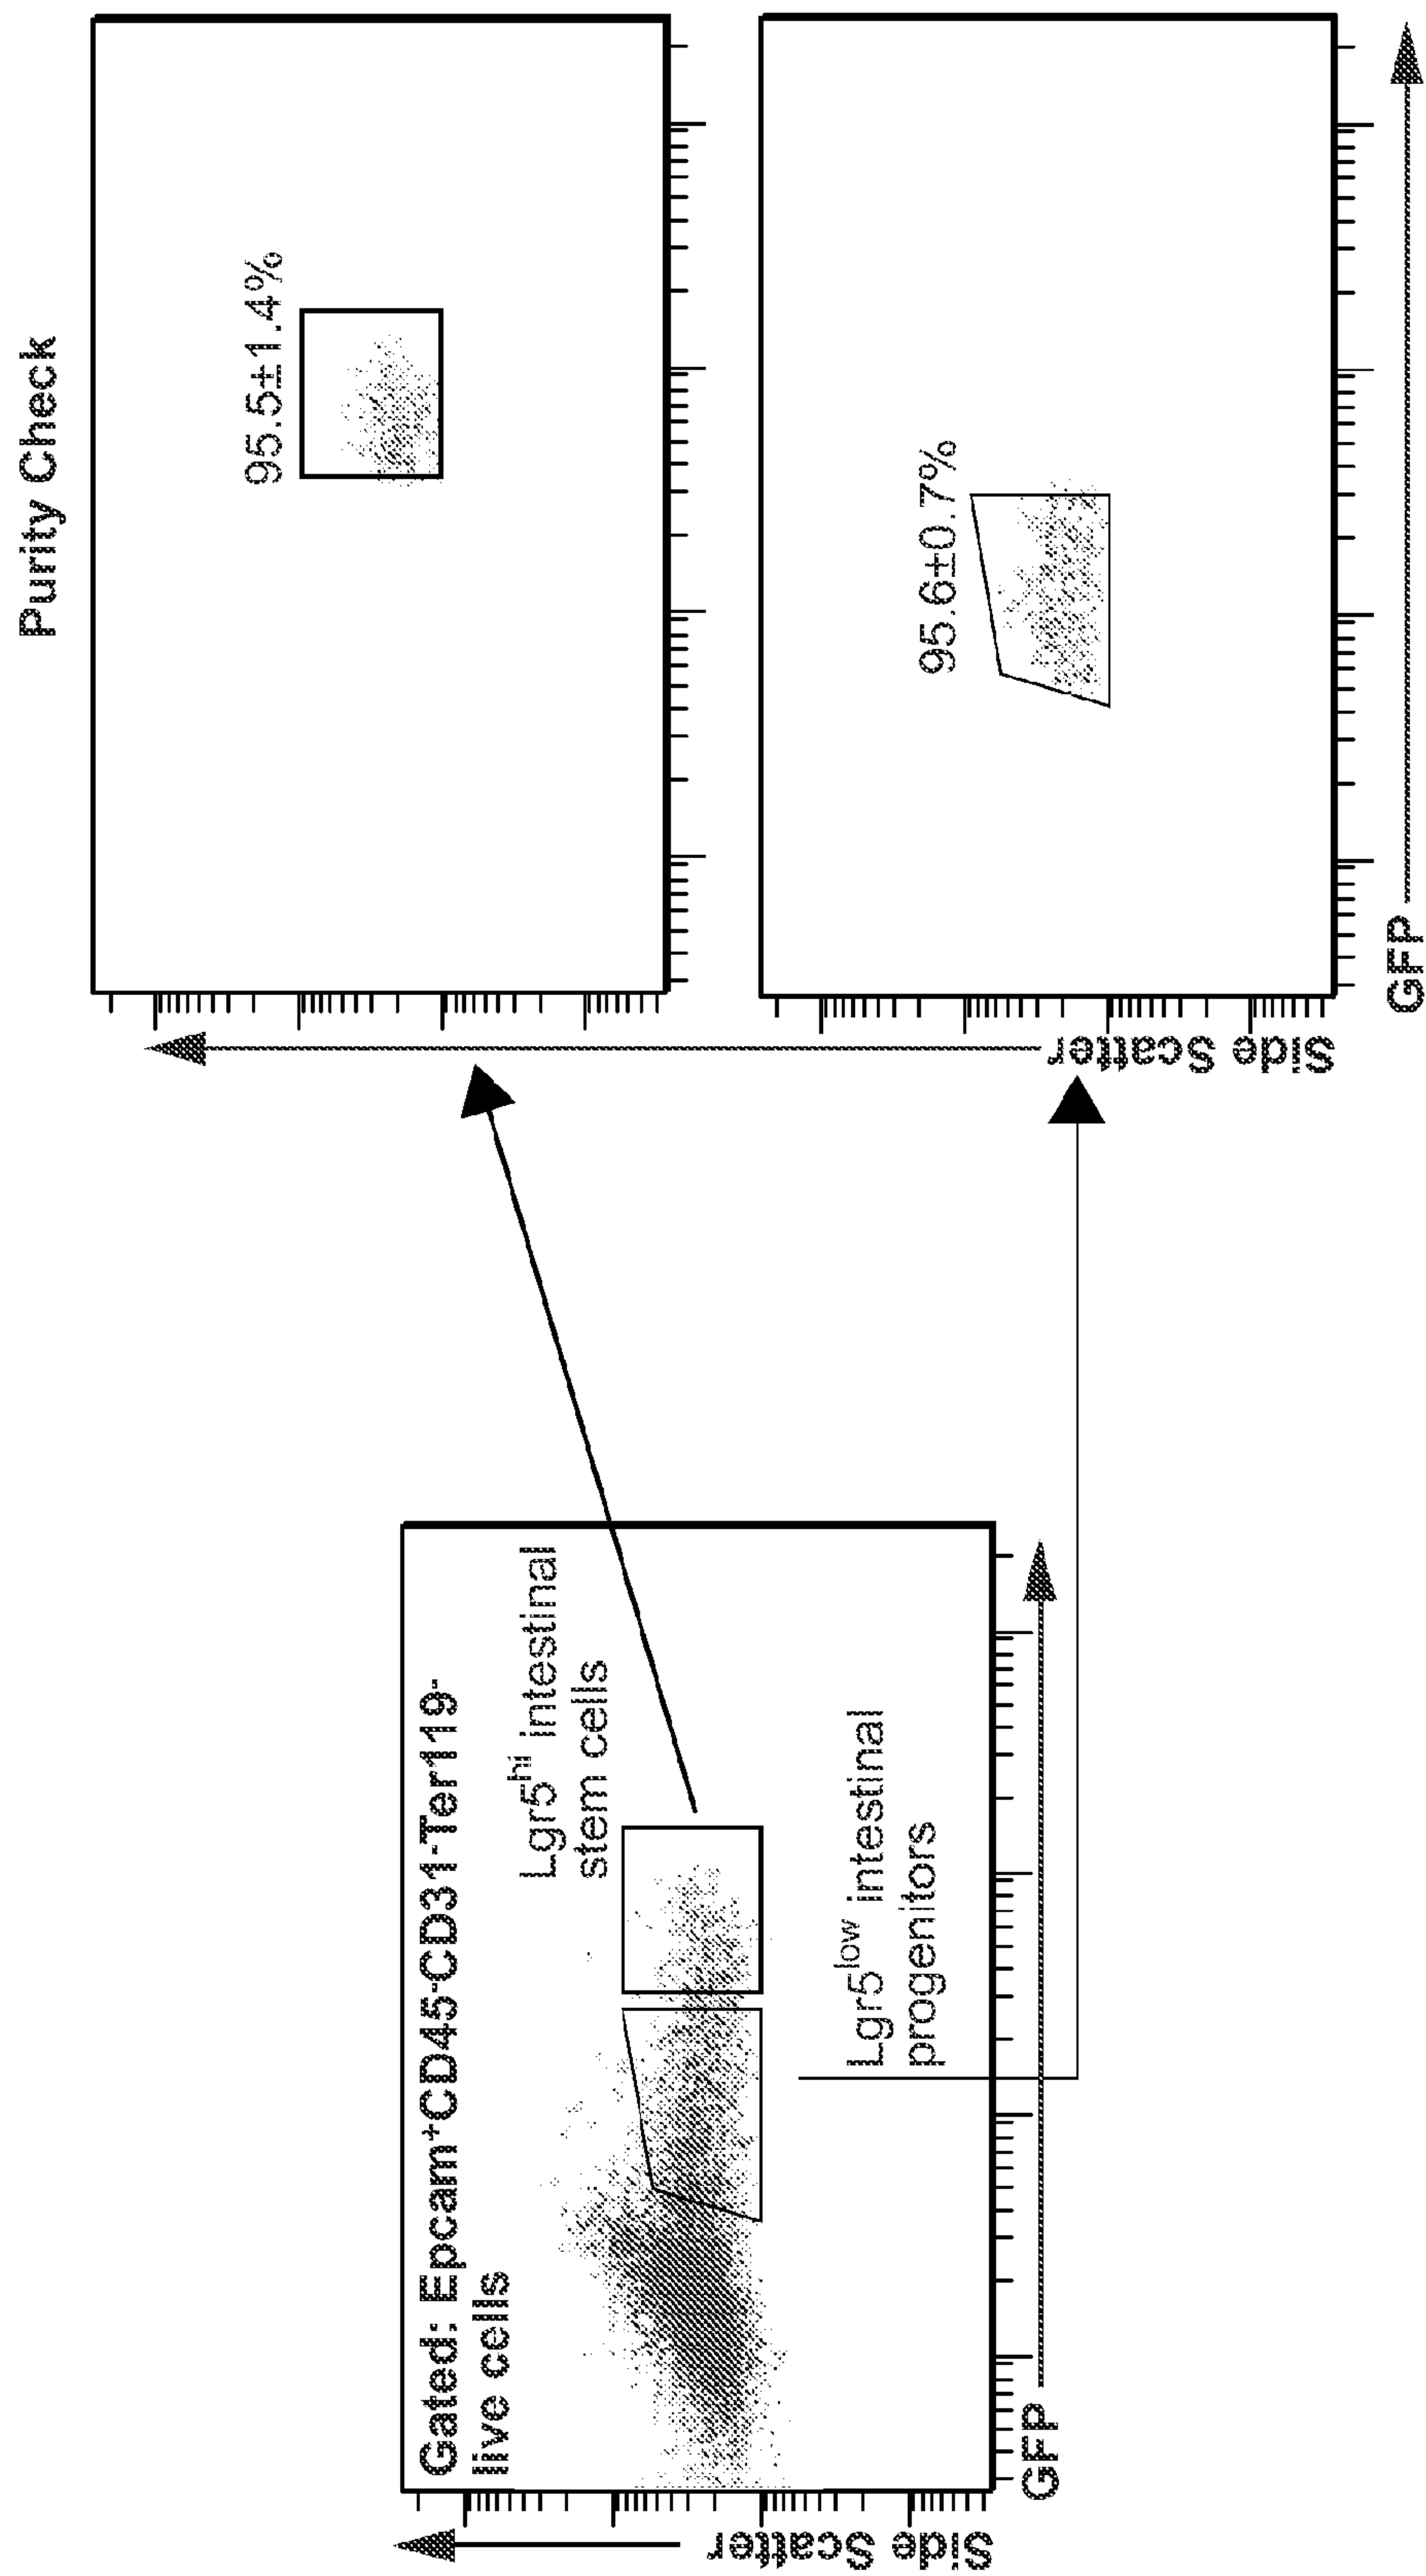 Gated: Epcam⁺CD45⁻CD31⁻Ter119⁻
live cells
Lgr5ʰⁱ intestinal
stem cells
Lgr5ˡᵒʷ intestinal
progenitors
Side Scatter
GFP
Purity Check
95.5±1.4%
95.6±0.7%
Side Scatter
GFP